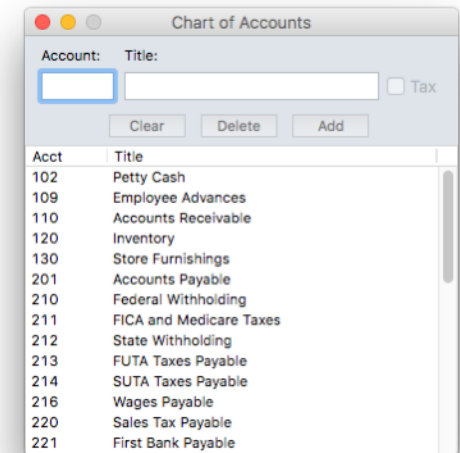 Chart of Accounts
Account: Title:
Tax
Clear Delete Add
Acct Title
102 Petty Cash
109 Employee Advances
110 Accounts Receivable
120 Inventory
130 Store Furnishings
201 Accounts Payable
210 Federal Withholding
211 FICA and Medicare Taxes
212 State Withholding
213 FUTA Taxes Payable
214 SUTA Taxes Payable
216 Wages Payable
220 Sales Tax Payable
221 First Bank Payable